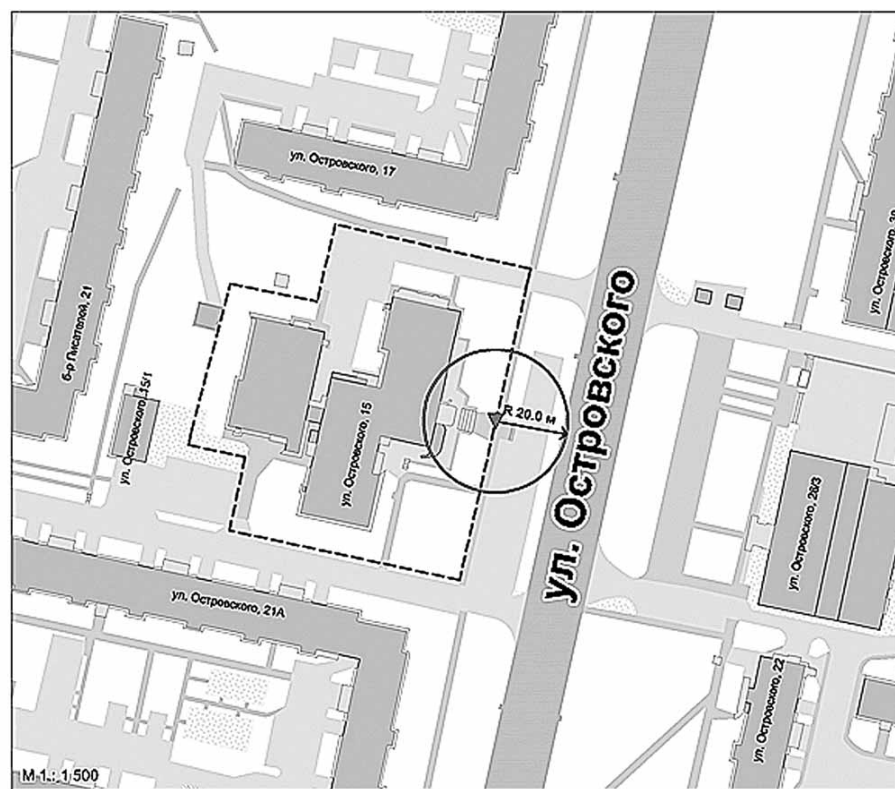 ул. Островского, 17
б-р Писателей, 21
ул. Островского, 15/1
ул. Островского, 15
R 20.0 м
ул. Островского
ул. Островского, 26/3
ул. Островского, 21А
ул. Островского, 22
М 1.: 1 500